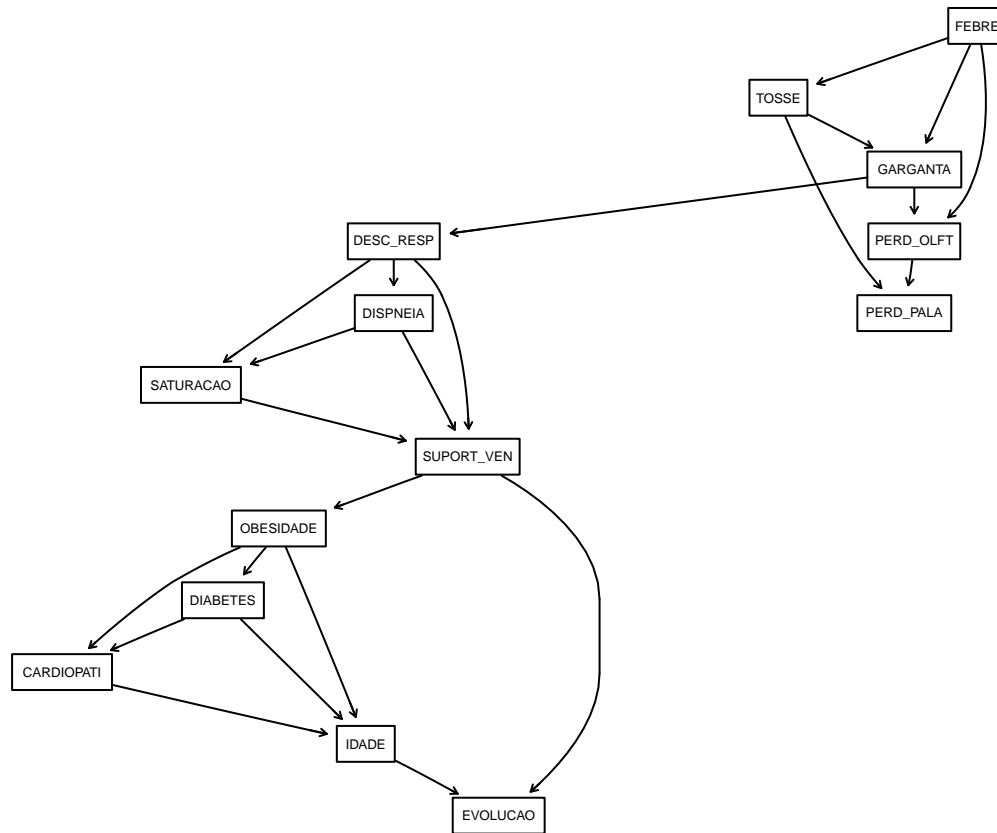 FEBRE
TOSSE
GARGANTA
DESC_RESP
PERD_OLFT
DISPNEIA
PERD_PALA
SATURACAO
SUPORT_VEN
OBESIDADE
DIABETES
CARDIOPATI
IDADE
EVOLUCAO